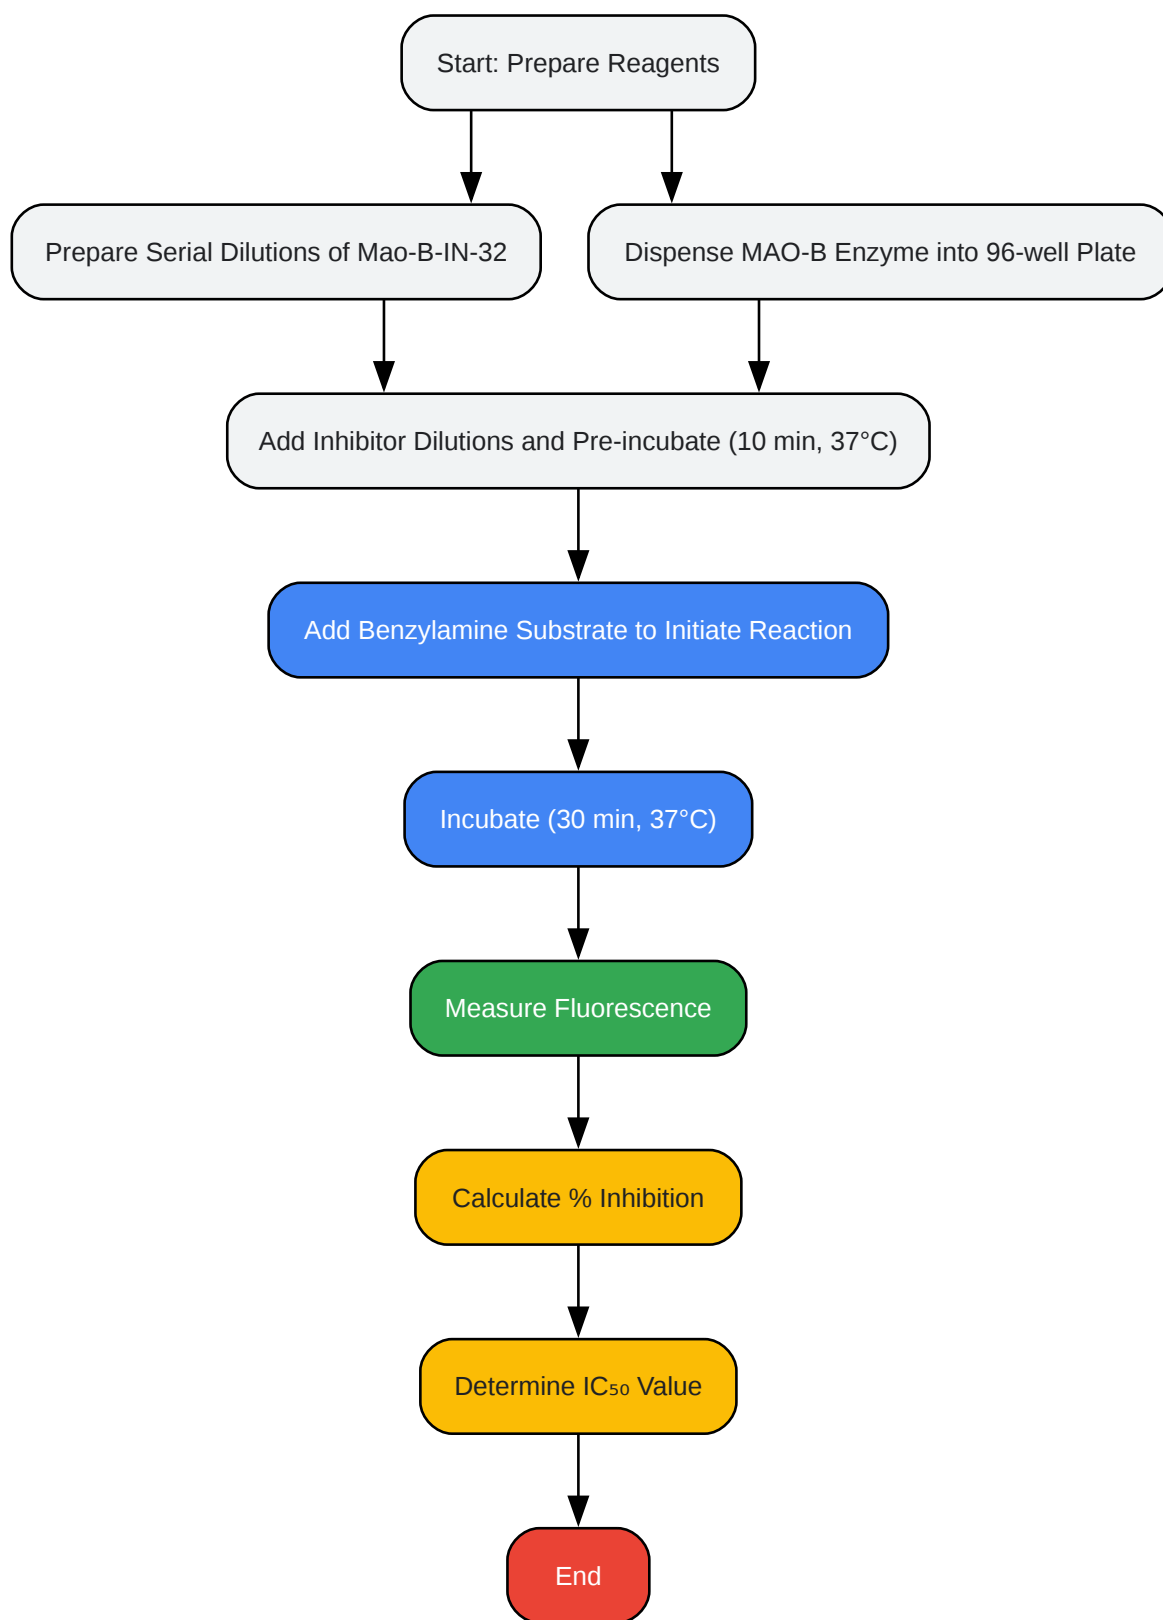 Start: Prepare Reagents
Prepare Serial Dilutions of Mao-B-IN-32
Dispense MAO-B Enzyme into 96-well Plate
Add Inhibitor Dilutions and Pre-incubate (10 min, 37°C)
Add Benzylamine Substrate to Initiate Reaction
Incubate (30 min, 37°C)
Measure Fluorescence
Calculate % Inhibition
Determine IC₅₀ Value
End